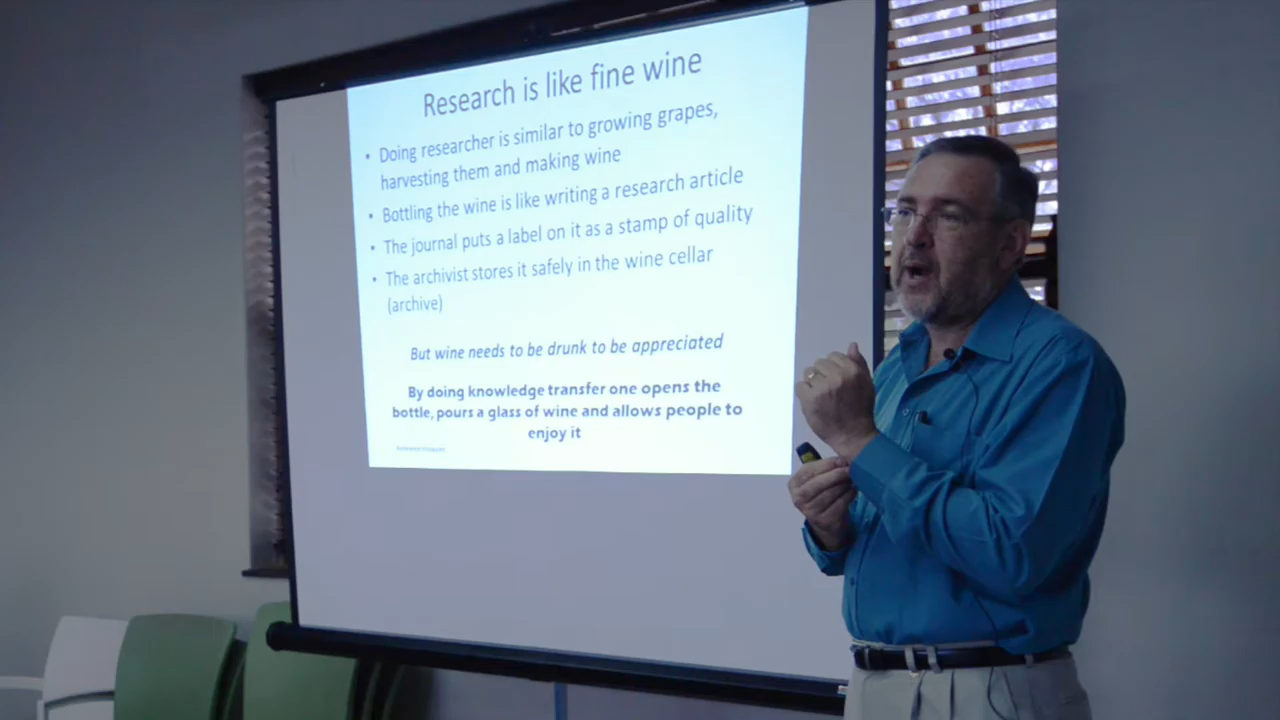 Research is like fine wine
• Doing researcher is similar to growing grapes,
harvesting them and making wine
• Bottling the wine is like writing a research article
• The journal puts a label on it as a stamp of quality
• The archivist stores it safely in the wine cellar
(archive)
But wine needs to be drunk to be appreciated
By doing knowledge transfer one opens the
bottle, pours a glass of wine and allows people to
enjoy it